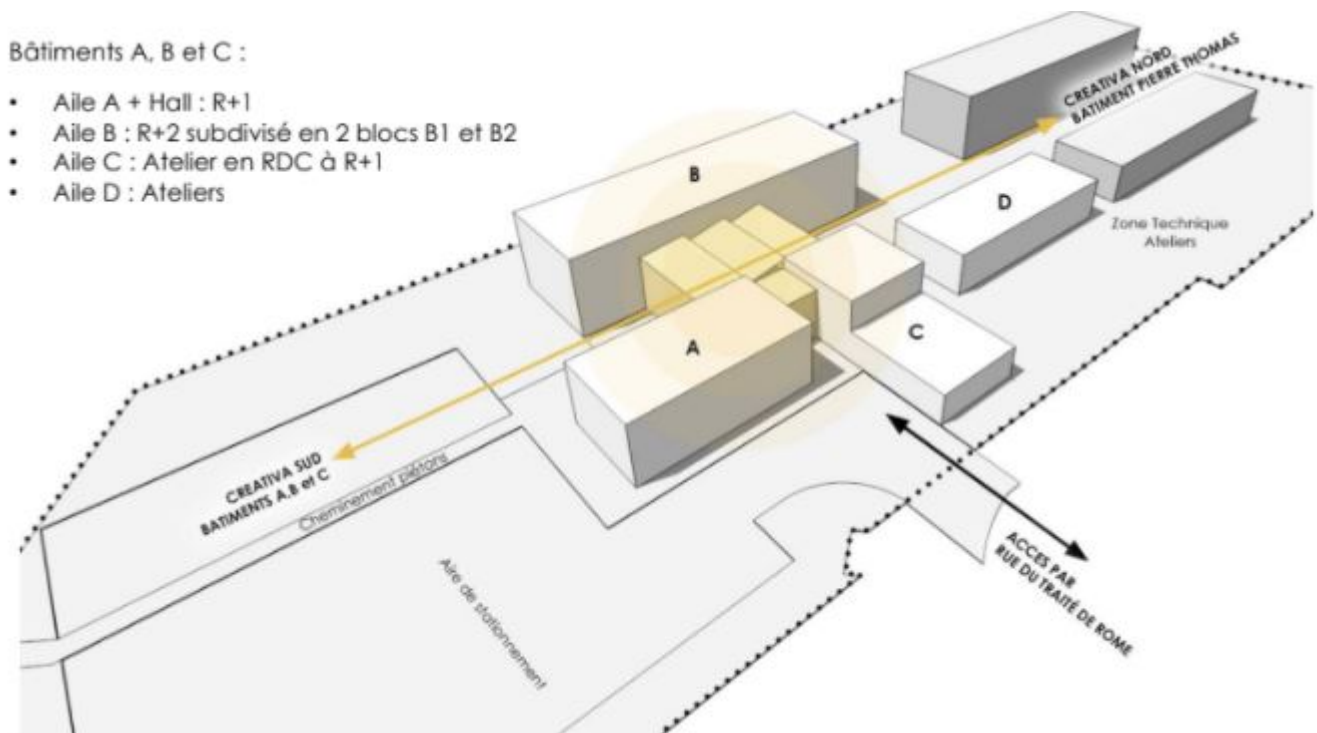 Bâtiments A, B et C :
• Aile A + Hall : R+1
• Aile B : R+2 subdivisé en 2 blocs B1 et B2
• Aile C : Atelier en RDC à R+1
• Aile D : Ateliers
CREATIVA NORD
BATIMENT PIERRE THOMAS
B
D
Zone Technique
Ateliers
A
C
CREATIVA SUD
BATIMENTS A,B et C
Cheminement piétons
Aire de stationnement
ACCES PAR
RUE DU TRAITÉ DE ROME